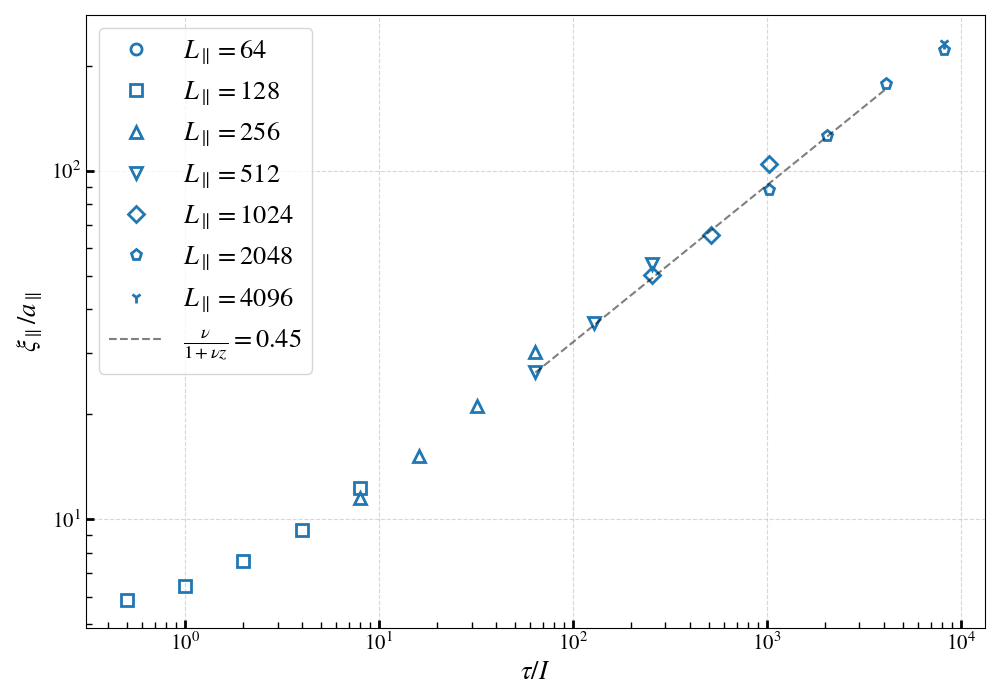 L∥ = 64
L∥ = 128
L∥ = 256
L∥ = 512
L∥ = 1024
L∥ = 2048
L∥ = 4096
ν/(1+νz) = 0.45
10²
10¹
ξ∥/a∥
10⁰ 10¹ 10² 10³ 10⁴
τ/I